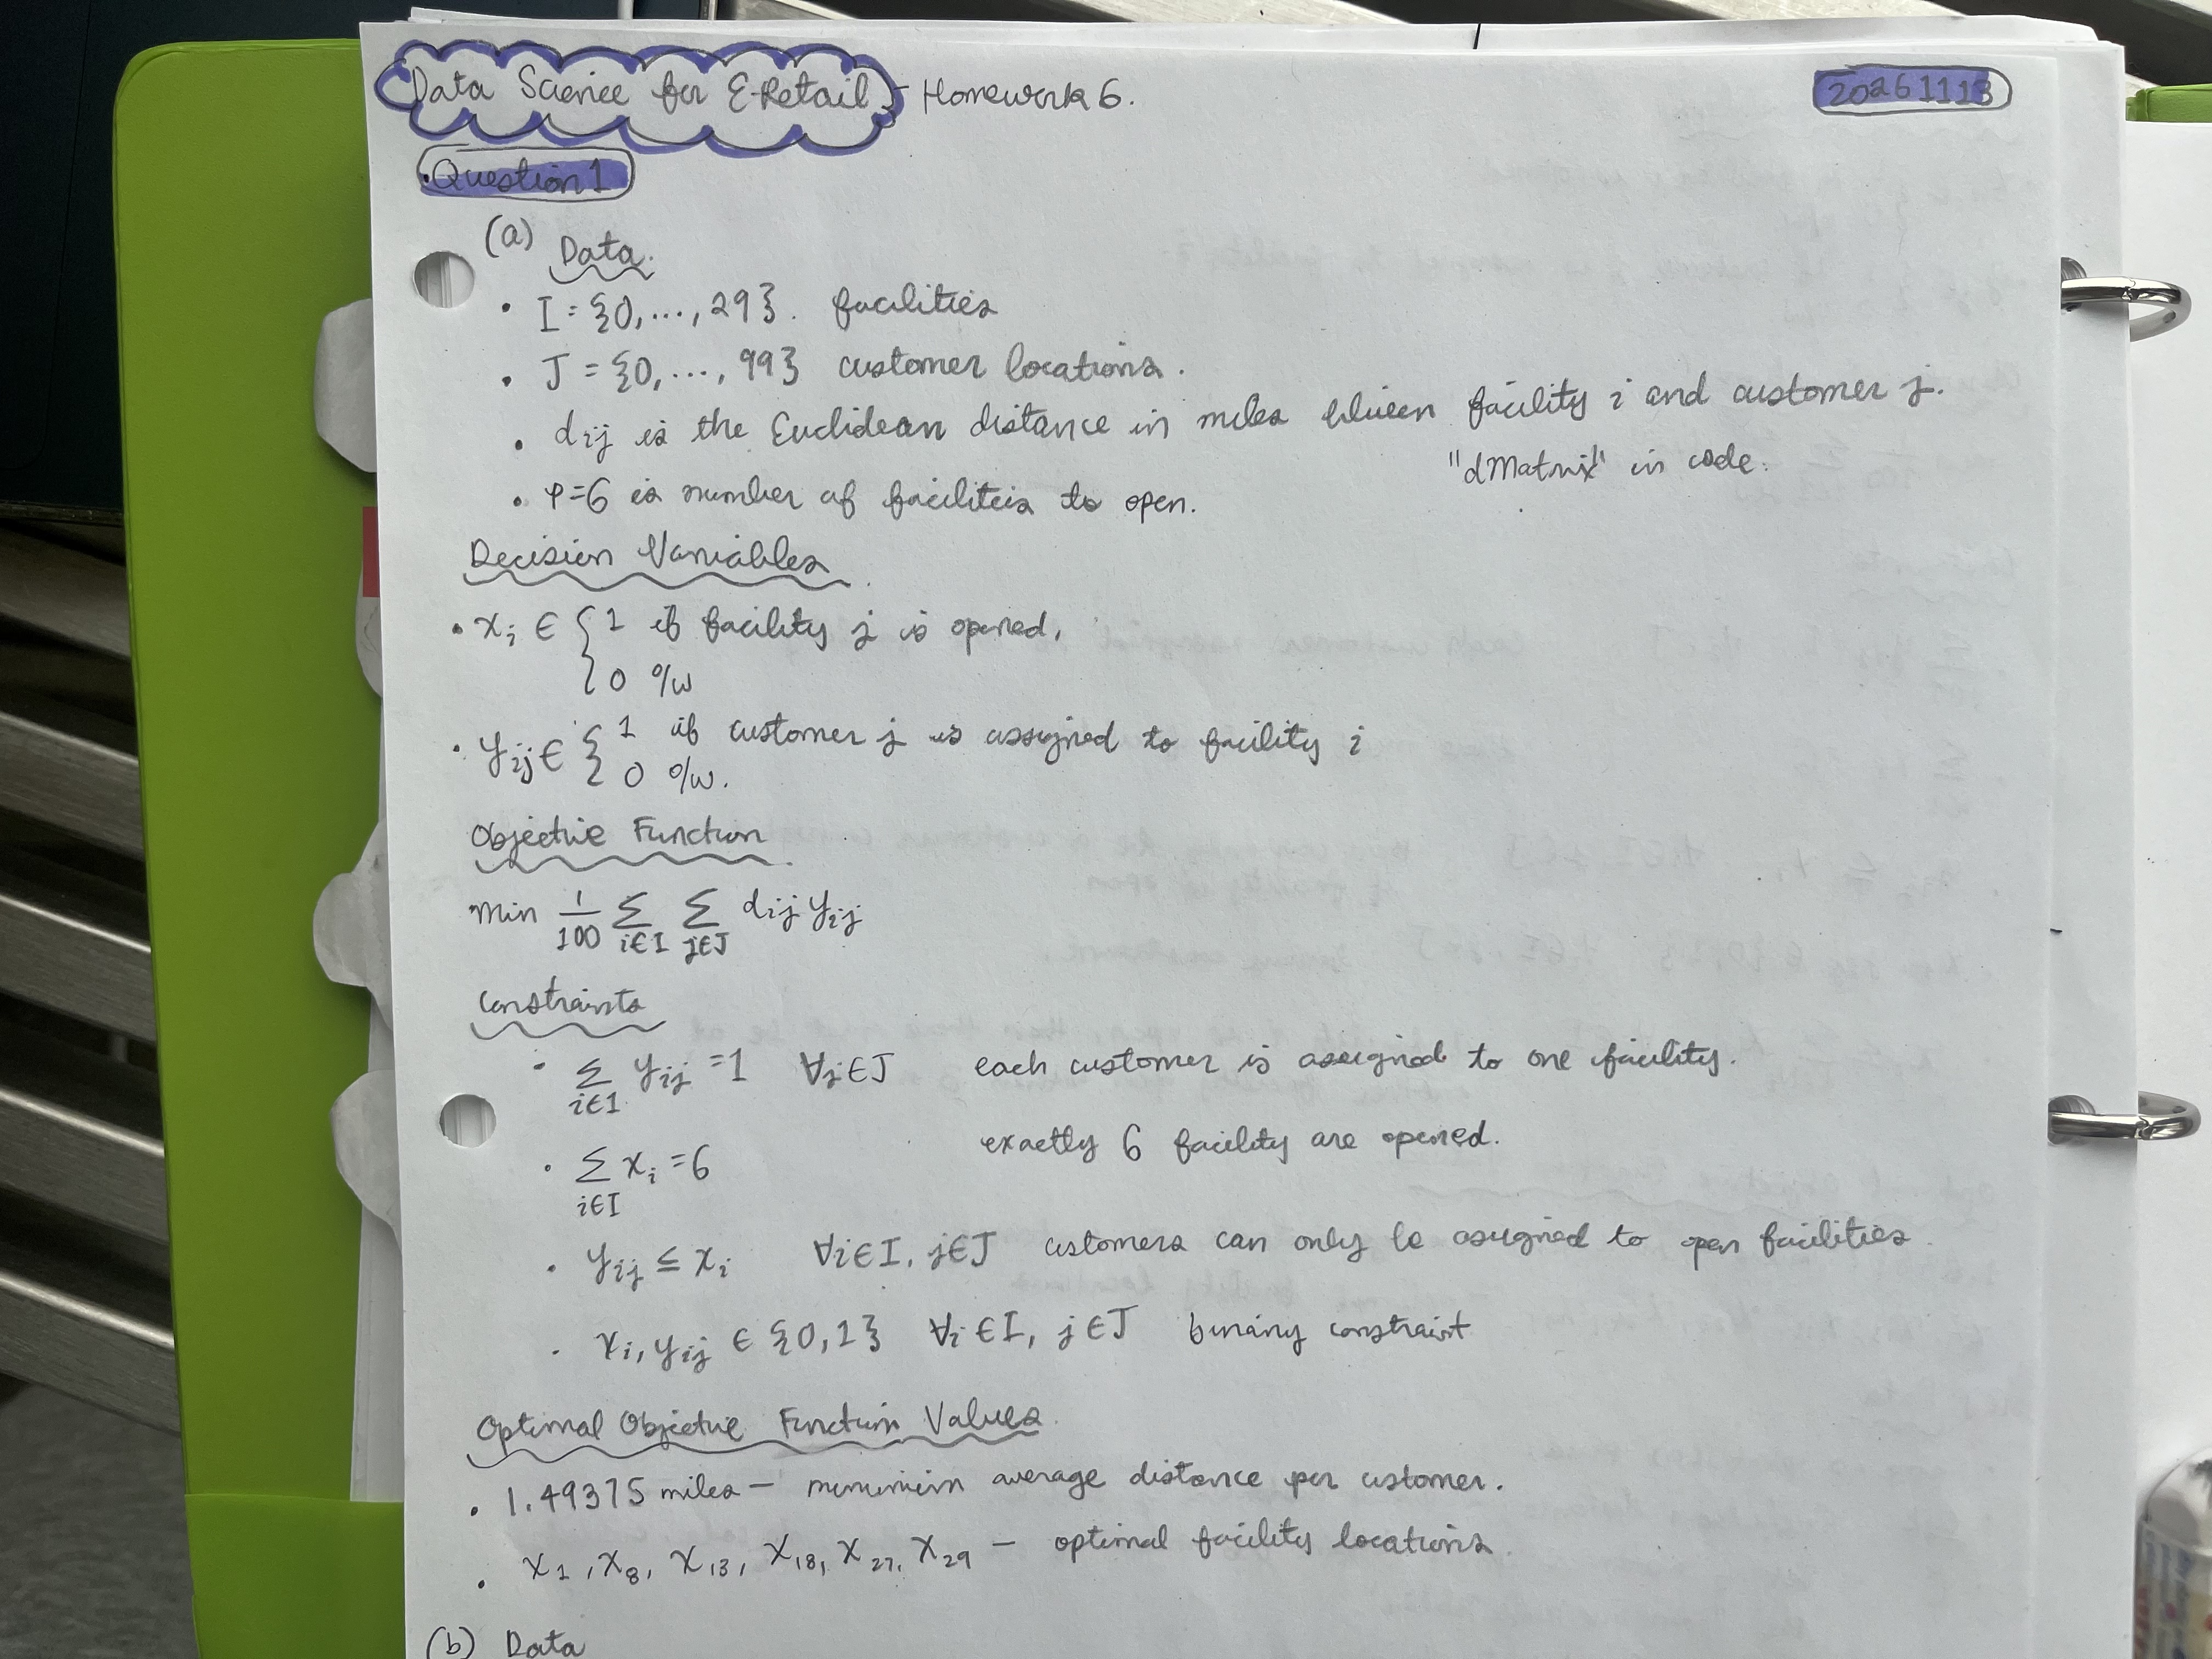 Data Science for E-Retail - Homework 6.
20261113
Question 1
(a) Data.
• I = {0, ..., 29}. facilities
• J = {0, ..., 99} customer locations.
• dij is the Euclidean distance in miles between facility i and customer j.
"dMatrix" in code.
• P=6 is number of facilities to open.
Decision Variables
• xi ∈ { 1 if facility j is opened,
0 o/w
• yij ∈ { 1 if customer j is assigned to facility i
0 o/w.
Objective Function
Min 1/100 Σ i∈I Σ j∈J dij yij
Constraints
• Σ i∈I yij = 1 ∀j∈J each customer is assigned to one facility.
• Σ i∈I xi = 6 exactly 6 facility are opened.
• yij ≤ xi ∀i∈I, j∈J customers can only be assigned to open facilities.
• xi, yij ∈ {0,1} ∀i∈I, j∈J binary constraint
Optimal Objective Function Values
• 1.49375 miles — minimum average distance per customer.
• x1, x8, x13, x18, x27, x29 — optimal facility locations.
(b) Data